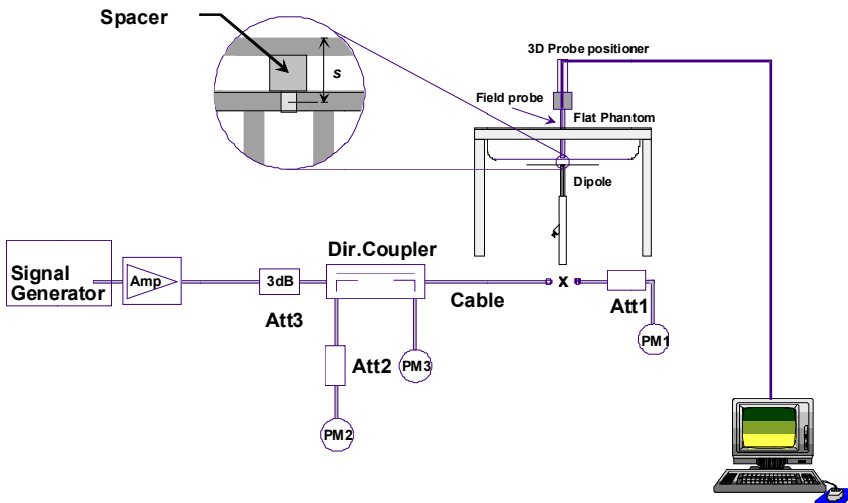 Spacer
s
3D Probe positioner
Field probe
Flat Phantom
Dipole
Dir.Coupler
Signal
Generator
Amp
3dB
Cable
x
Att3
Att1
PM1
Att2
PM3
PM2